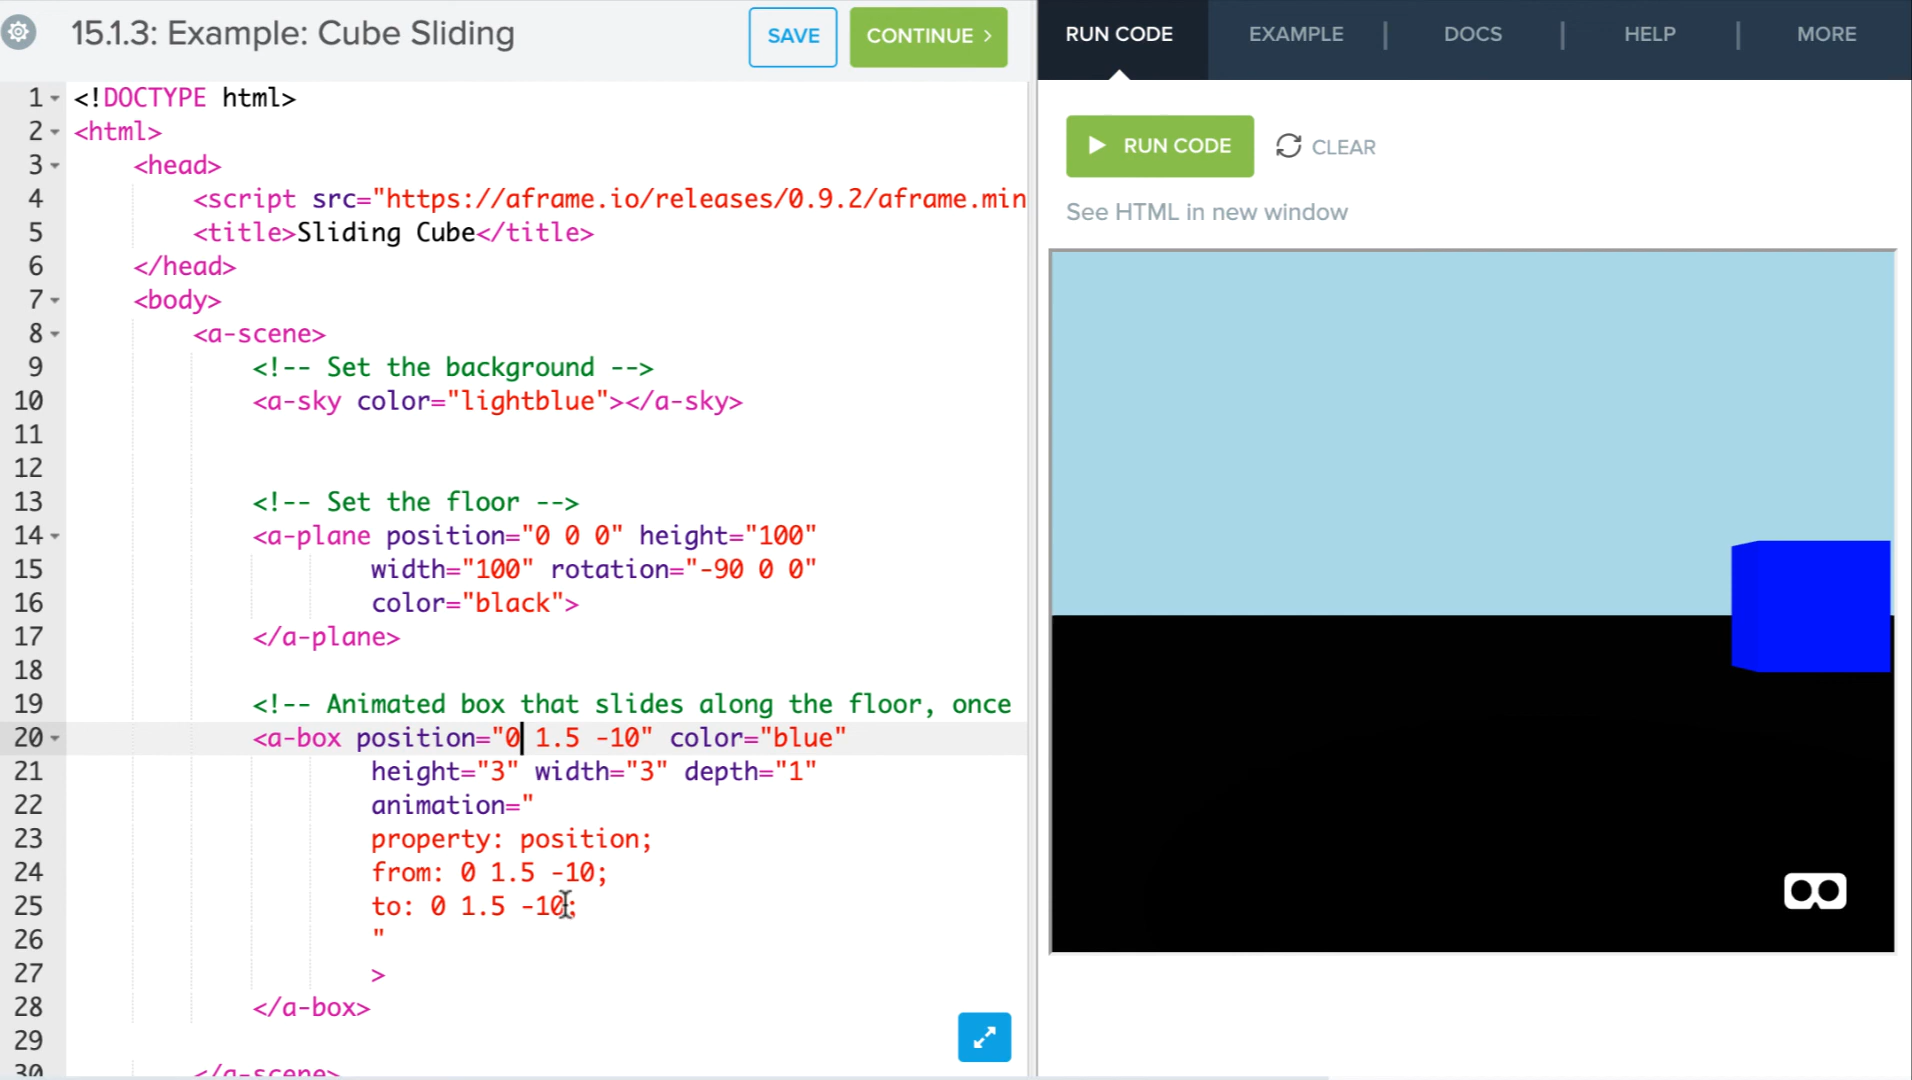 15.1.3: Example: Cube Sliding
SAVE
CONTINUE >
1 <!DOCTYPE html>
2 <html>
3 <head>
4 <script src="https://aframe.io/releases/0.9.2/aframe.min
5 <title>Sliding Cube</title>
6 </head>
7 <body>
8 <a-scene>
9 <!-- Set the background -->
10 <a-sky color="lightblue"></a-sky>
11
12
13 <!-- Set the floor -->
14 <a-plane position="0 0 0" height="100"
15 width="100" rotation="-90 0 0"
16 color="black">
17 </a-plane>
18
19 <!-- Animated box that slides along the floor, once
20 <a-box position="0 1.5 -10" color="blue"
21 height="3" width="3" depth="1"
22 animation="
23 property: position;
24 from: 0 1.5 -10;
25 to: 0 1.5 -10;
26 "
27 >
28 </a-box>
29
30 </a-scene>
RUN CODE
EXAMPLE
DOCS
HELP
MORE
RUN CODE
CLEAR
See HTML in new window